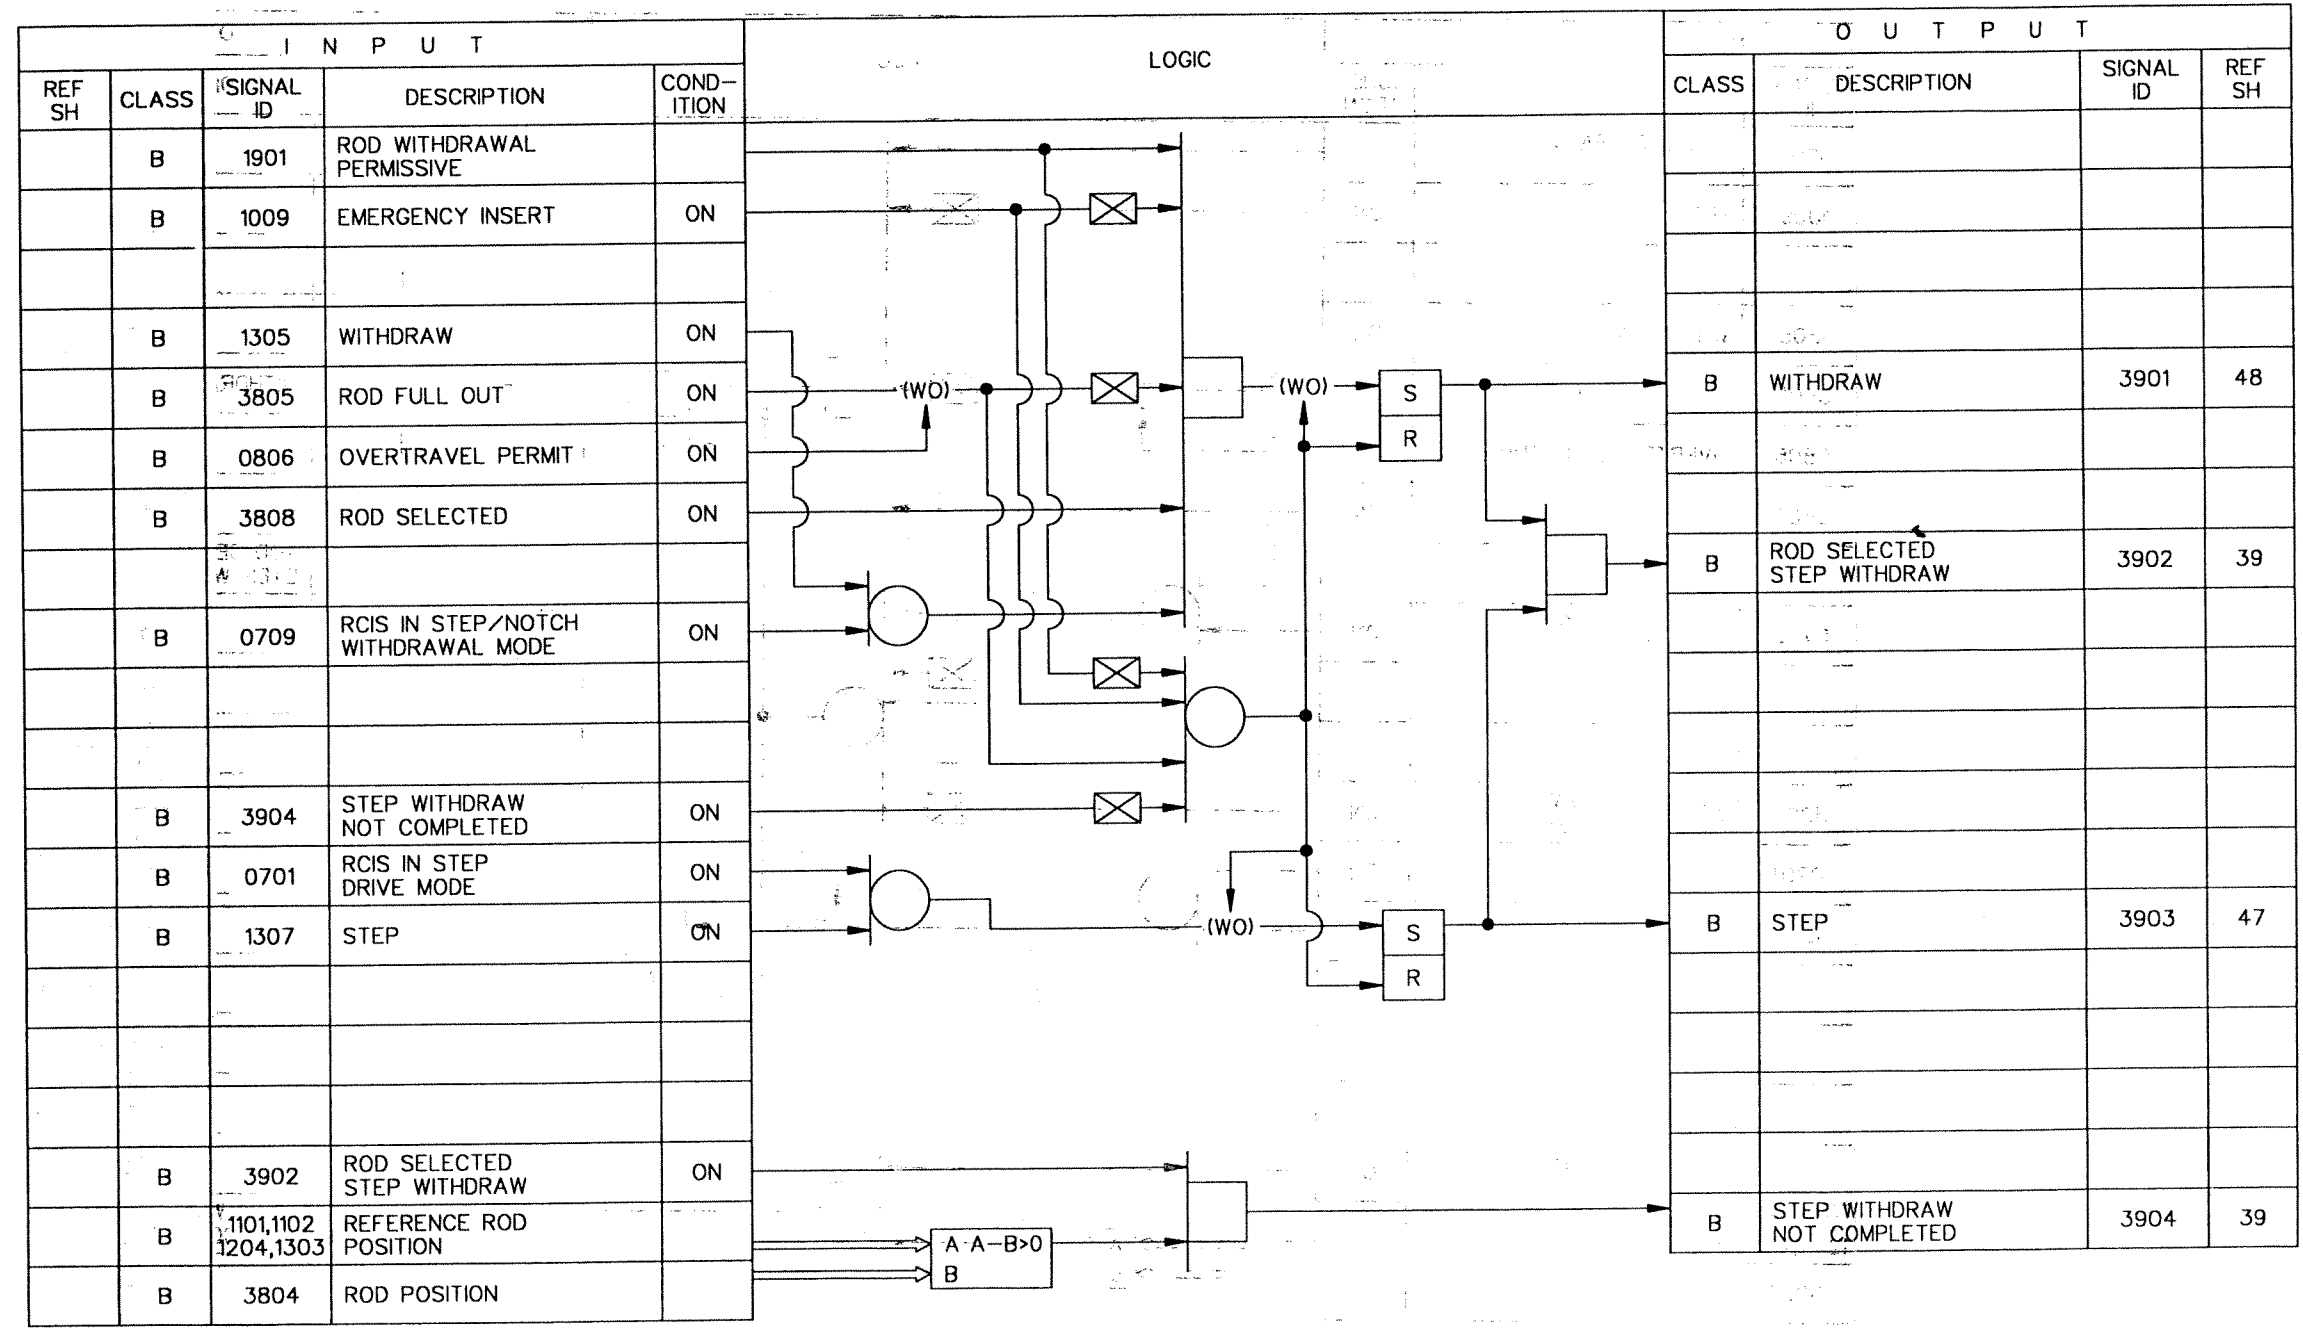 I N P U T
LOGIC
O U T P U T
REF SH
CLASS
SIGNAL ID
DESCRIPTION
COND-ITION
CLASS
DESCRIPTION
SIGNAL ID
REF SH
B 1901 ROD WITHDRAWAL
PERMISSIVE
B 1009 EMERGENCY INSERT ON
B 1305 WITHDRAW ON
B 3805 ROD FULL OUT ON
(WO)
(WO)
S
R
B WITHDRAW 3901 48
B 0806 OVERTRAVEL PERMIT ON
B 3808 ROD SELECTED ON
B ROD SELECTED
STEP WITHDRAW 3902 39
B 0709 RCIS IN STEP/NOTCH
WITHDRAWAL MODE ON
B 3904 STEP WITHDRAW
NOT COMPLETED ON
B 0701 RCIS IN STEP
DRIVE MODE ON
B 1307 STEP ON
(WO)
S
R
B STEP 3903 47
B 3902 ROD SELECTED
STEP WITHDRAW ON
B 1101,1102
1204,1303
REFERENCE ROD
POSITION
A A-B>0
B
B STEP WITHDRAW
NOT COMPLETED 3904 39
B 3804 ROD POSITION